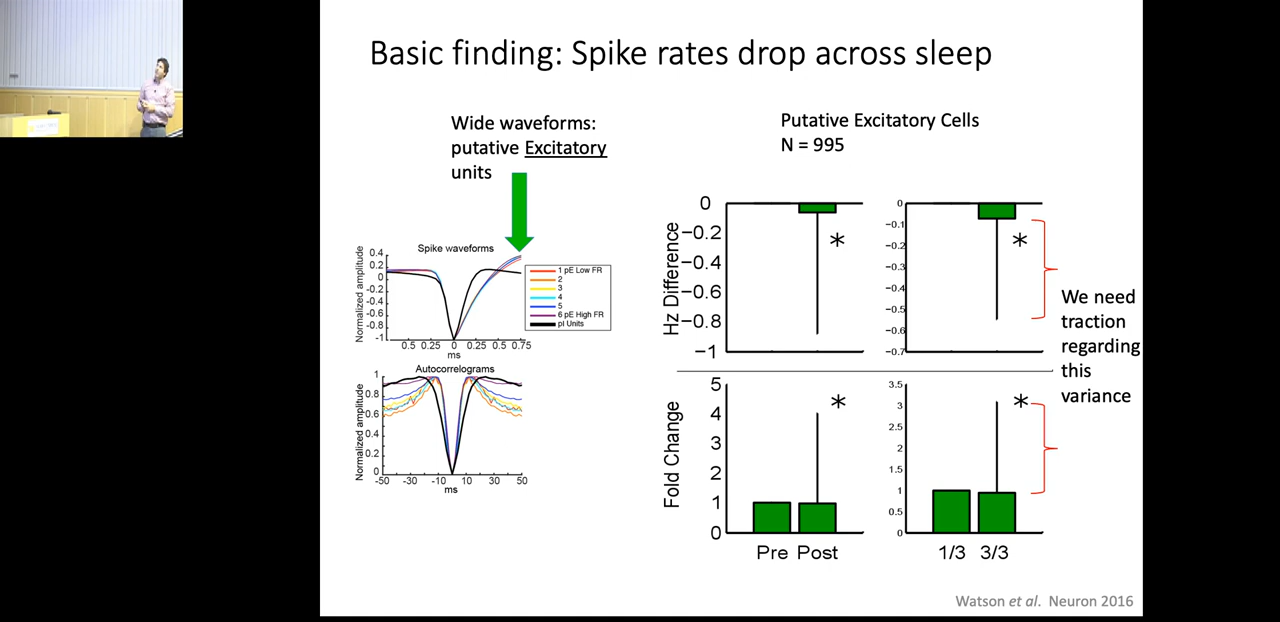 Basic finding: Spike rates drop across sleep
Wide waveforms:
putative Excitatory
units
Putative Excitatory Cells
N = 995
Spike waveforms
Normalized amplitude
0.4
0.2
0
-0.2
-0.4
-0.6
-0.8
-1
0.5 0.25 0 0.25 0.5 0.75
ms
1 pE Low FR
2
3
4
5
6 pE High FR
pI Units
Autocorrelograms
Normalized amplitude
1
0.8
0.6
0.4
0.2
0
-50 -30 -10 10 30 50
ms
Hz Difference
0
−0.2
−0.4
−0.6
−0.8
−1
*
0
−0.1
−0.2
−0.3
−0.4
−0.5
−0.6
−0.7
*
We need
traction
regarding
this
variance
Fold Change
5
4
3
2
1
0
*
Pre Post
3.5
3
2.5
2
1.5
1
0.5
0
*
1/3 3/3
Watson et al. Neuron 2016